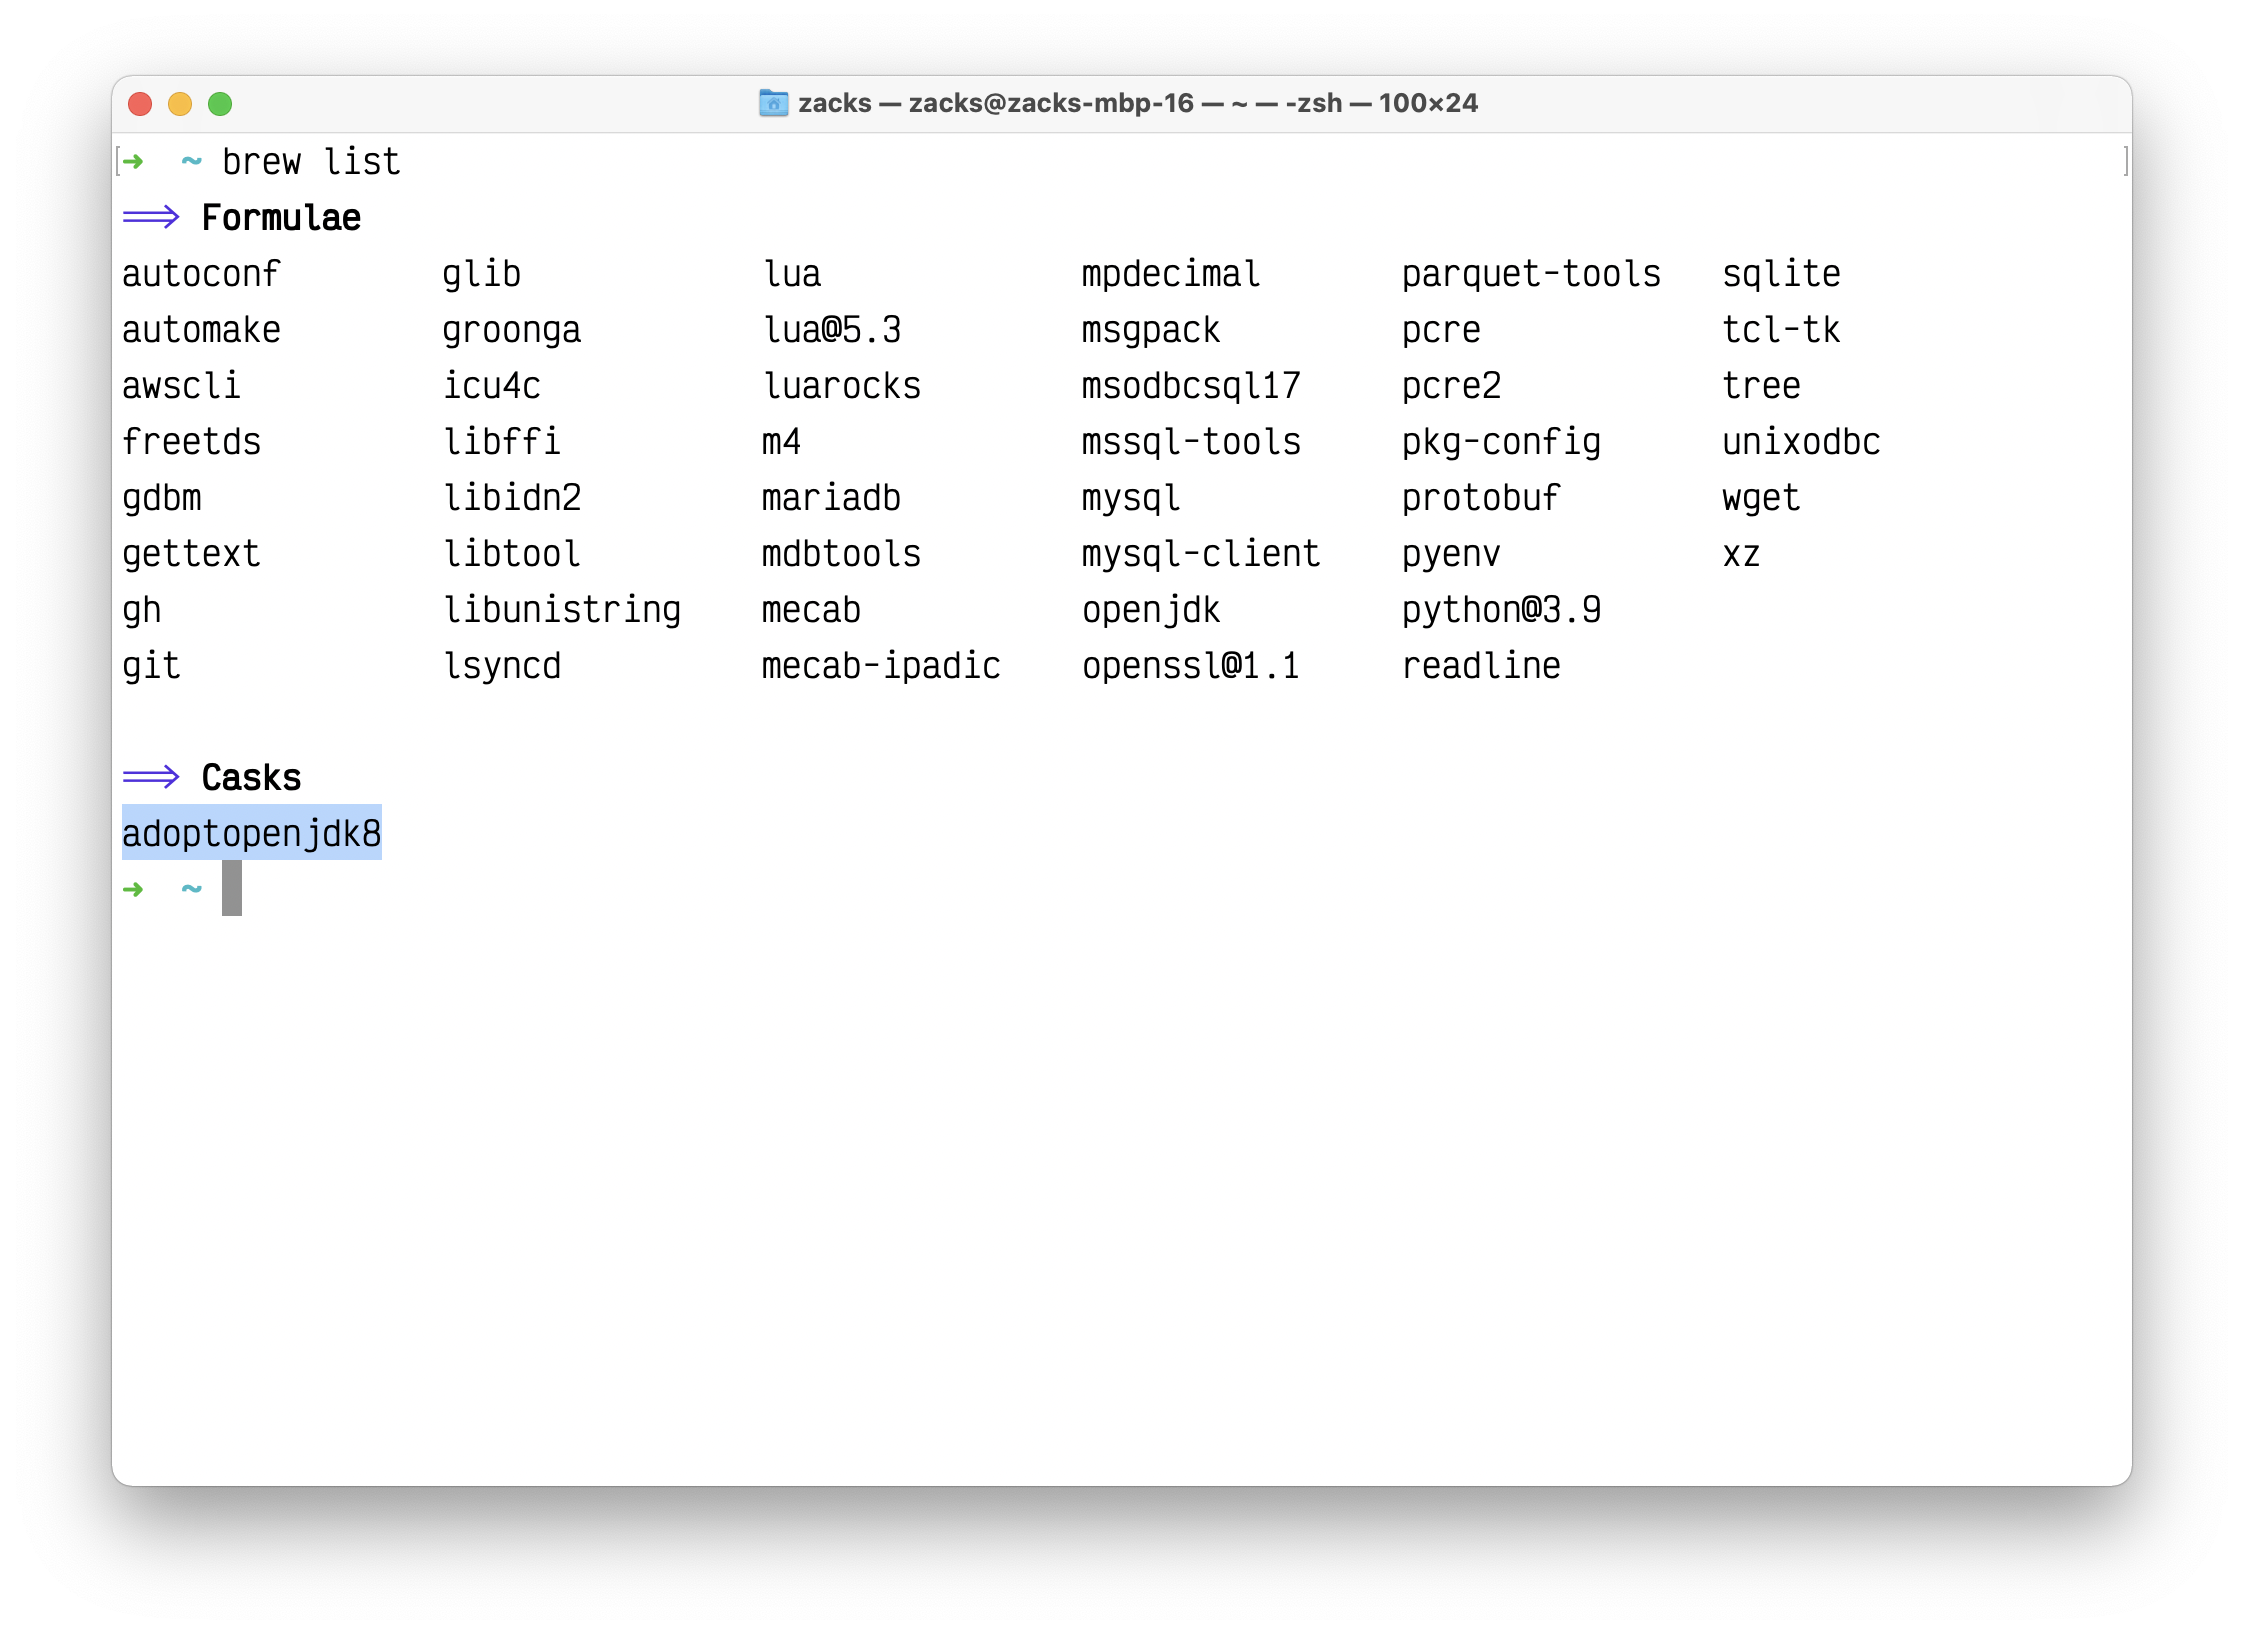 zacks — zacks@zacks-mbp-16 — ~ — -zsh — 100×24
➜  ~ brew list
==> Formulae
autoconf        glib            lua             mpdecimal       parquet-tools   sqlite
automake        groonga         lua@5.3         msgpack         pcre            tcl-tk
awscli          icu4c           luarocks        msodbcsql17     pcre2           tree
freetds         libffi          m4              mssql-tools     pkg-config      unixodbc
gdbm            libidn2         mariadb         mysql           protobuf        wget
gettext         libtool         mdbtools        mysql-client    pyenv           xz
gh              libunistring    mecab           openjdk         python@3.9
git             lsyncd          mecab-ipadic    openssl@1.1     readline
==> Casks
adoptopenjdk8
➜  ~